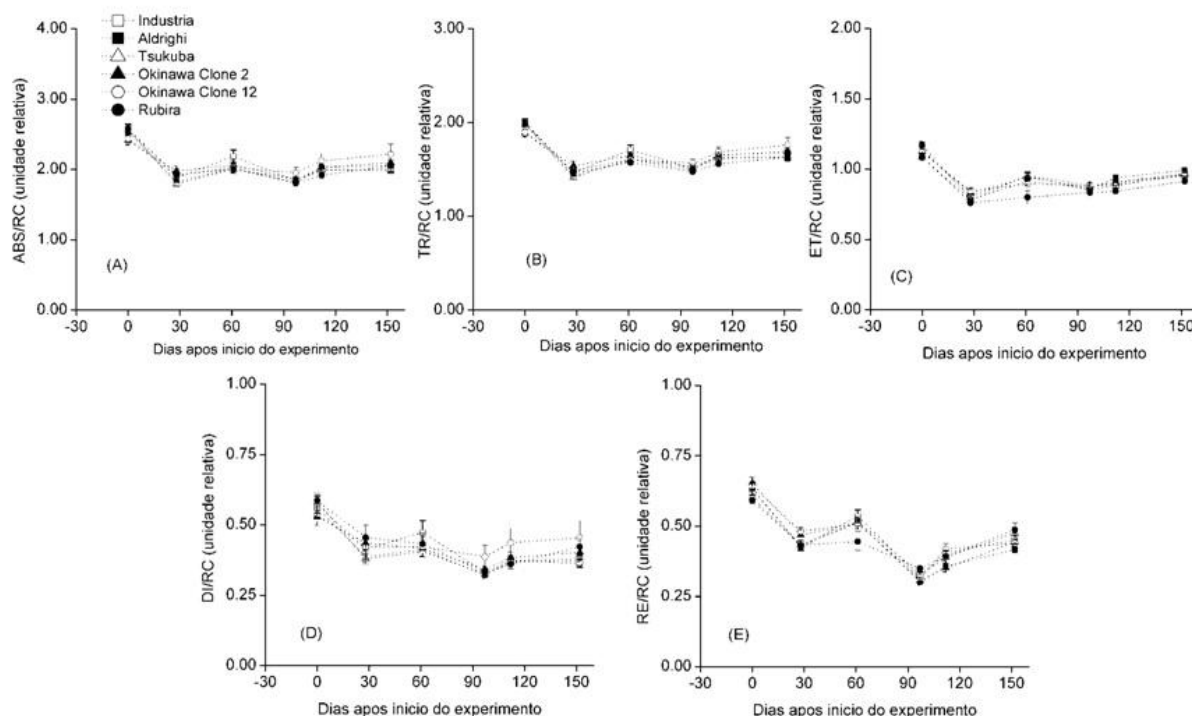 Industria
Aldrighi
Tsukuba
Okinawa Clone 2
Okinawa Clone 12
Rubira
4.00
3.00
2.00
1.00
0.00
ABS/RC (unidade relativa)
(A)
-30 0 30 60 90 120 150
Dias apos inicio do experimento
3.00
2.00
1.00
0.00
TR/RC (unidade relativa)
(B)
-30 0 30 60 90 120 150
Dias apos inicio do experimento
2.00
1.50
1.00
0.50
0.00
ET/RC (unidade relativa)
(C)
-30 0 30 60 90 120 150
Dias apos inicio do experimento
1.00
0.75
0.50
0.25
0.00
DI/RC (unidade relativa)
(D)
-30 0 30 60 90 120 150
Dias apos inicio do experimento
1.00
0.75
0.50
0.25
0.00
RE/RC (unidade relativa)
(E)
-30 0 30 60 90 120 150
Dias apos inicio do experimento